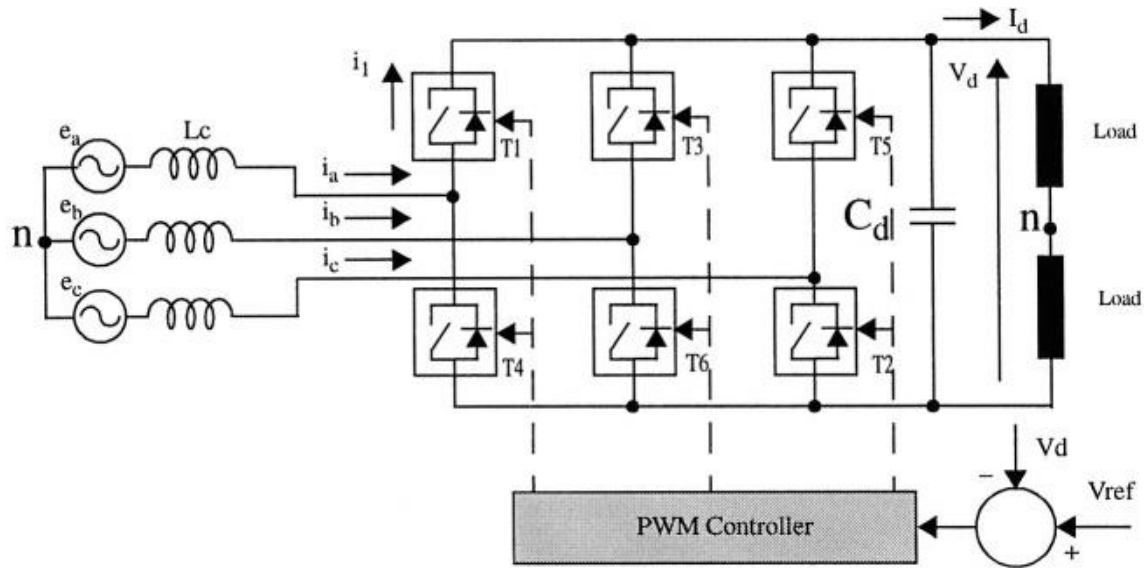 I_d
i_1
V_d
e_a
Lc
T1
T3
T5
Load
i_a
e_b
n
i_b
C_d
n
i_c
e_c
Load
T4
T6
T2
−
Vd
Vref
PWM Controller
+